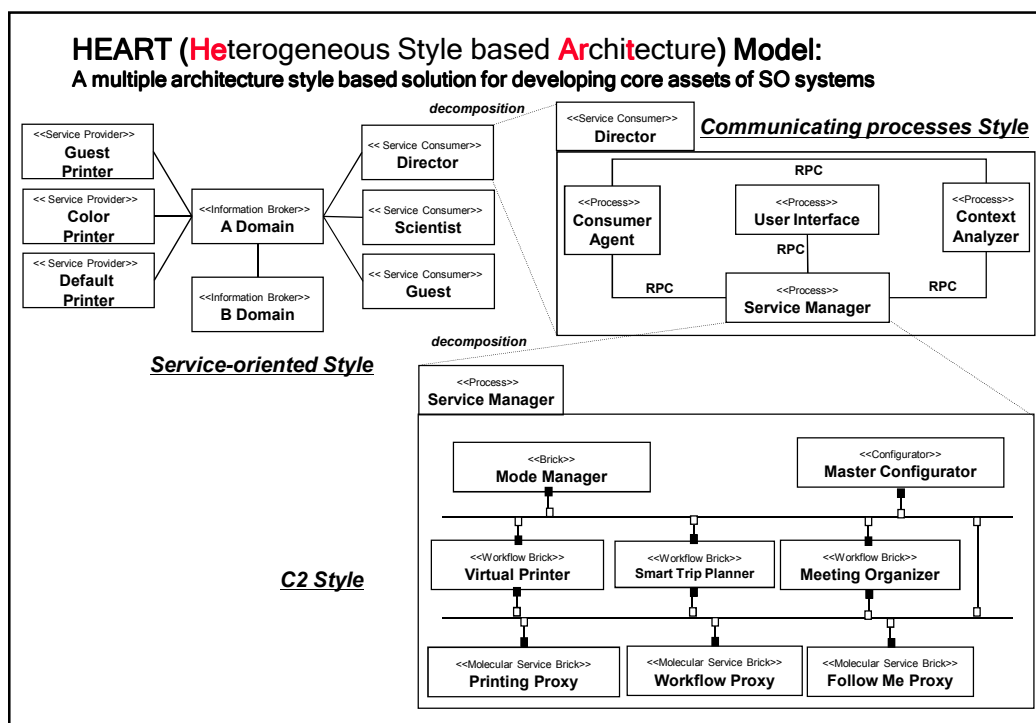 HEART (Heterogeneous Style based Architecture) Model:
A multiple architecture style based solution for developing core assets of SO systems
decomposition
<<Service Provider>>
Guest
Printer
<< Service Provider>>
Color
Printer
<< Service Provider>>
Default
Printer
<<Information Broker>>
A Domain
<<Information Broker>>
B Domain
<< Service Consumer>>
Director
<< Service Consumer>>
Scientist
<< Service Consumer>>
Guest
Service-oriented Style
<<Service Consumer>>
Director
Communicating processes Style
RPC
<<Process>>
Consumer
Agent
<<Process>>
User Interface
<<Process>>
Context
Analyzer
RPC
RPC
RPC
<<Process>>
Service Manager
decomposition
<<Process>>
Service Manager
C2 Style
<<Brick>>
Mode Manager
<<Configurator>>
Master Configurator
<<Workflow Brick>>
Virtual Printer
<<Workflow Brick>>
Smart Trip Planner
<<Workflow Brick>>
Meeting Organizer
<<Molecular Service Brick>>
Printing Proxy
<<Molecular Service Brick>>
Workflow Proxy
<<Molecular Service Brick>>
Follow Me Proxy